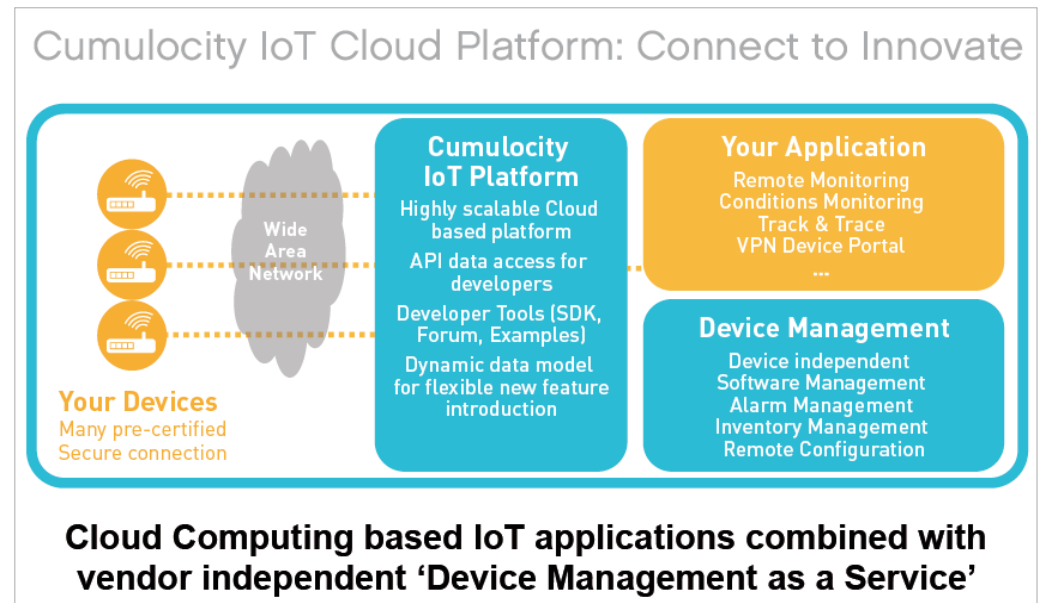 Cumulocity IoT Cloud Platform: Connect to Innovate
Wide
Area
Network
Your Devices
Many pre-certified
Secure connection
Cumulocity
IoT Platform
Highly scalable Cloud
based platform
API data access for
developers
Developer Tools (SDK,
Forum, Examples)
Dynamic data model
for flexible new feature
introduction
Your Application
Remote Monitoring
Conditions Monitoring
Track & Trace
VPN Device Portal
...
Device Management
Device independent
Software Management
Alarm Management
Inventory Management
Remote Configuration
Cloud Computing based IoT applications combined with
vendor independent ‘Device Management as a Service’